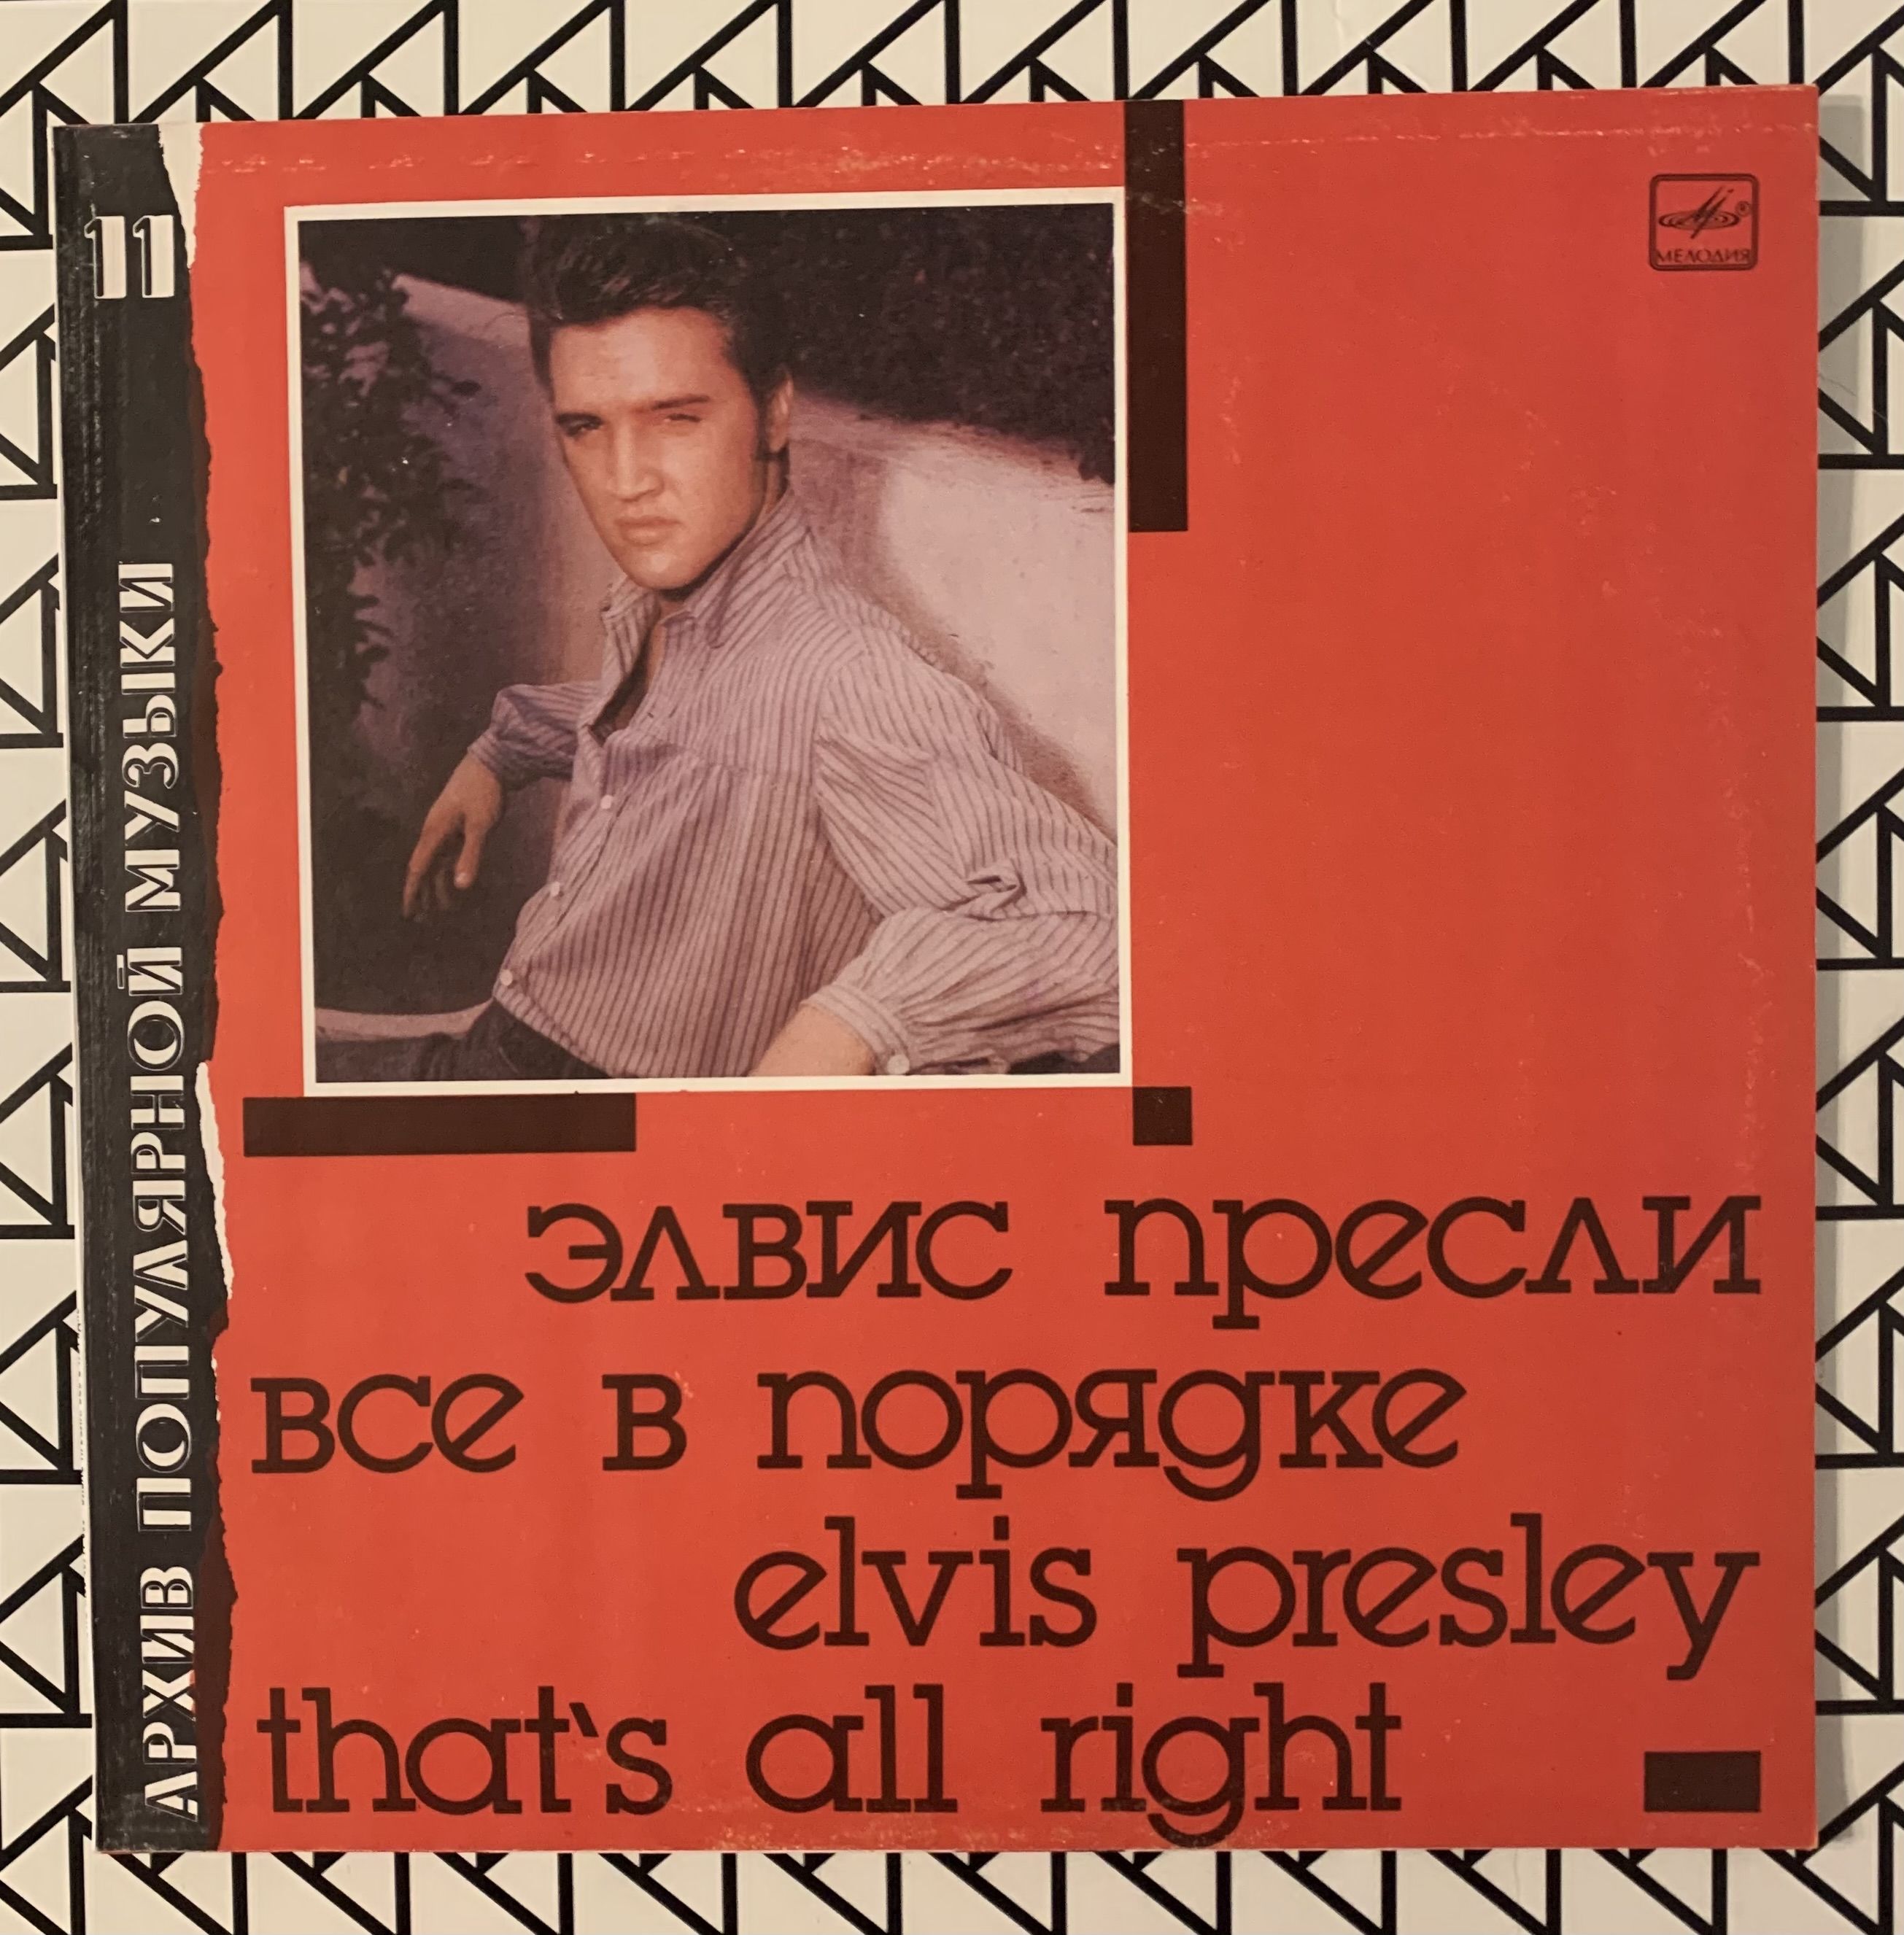 11
АРХИВ ПОПУЛЯРНОЙ МУЗЫКИ
МЕЛОДИЯ
элвис пресли
все в порядке
elvis presley
that's all right